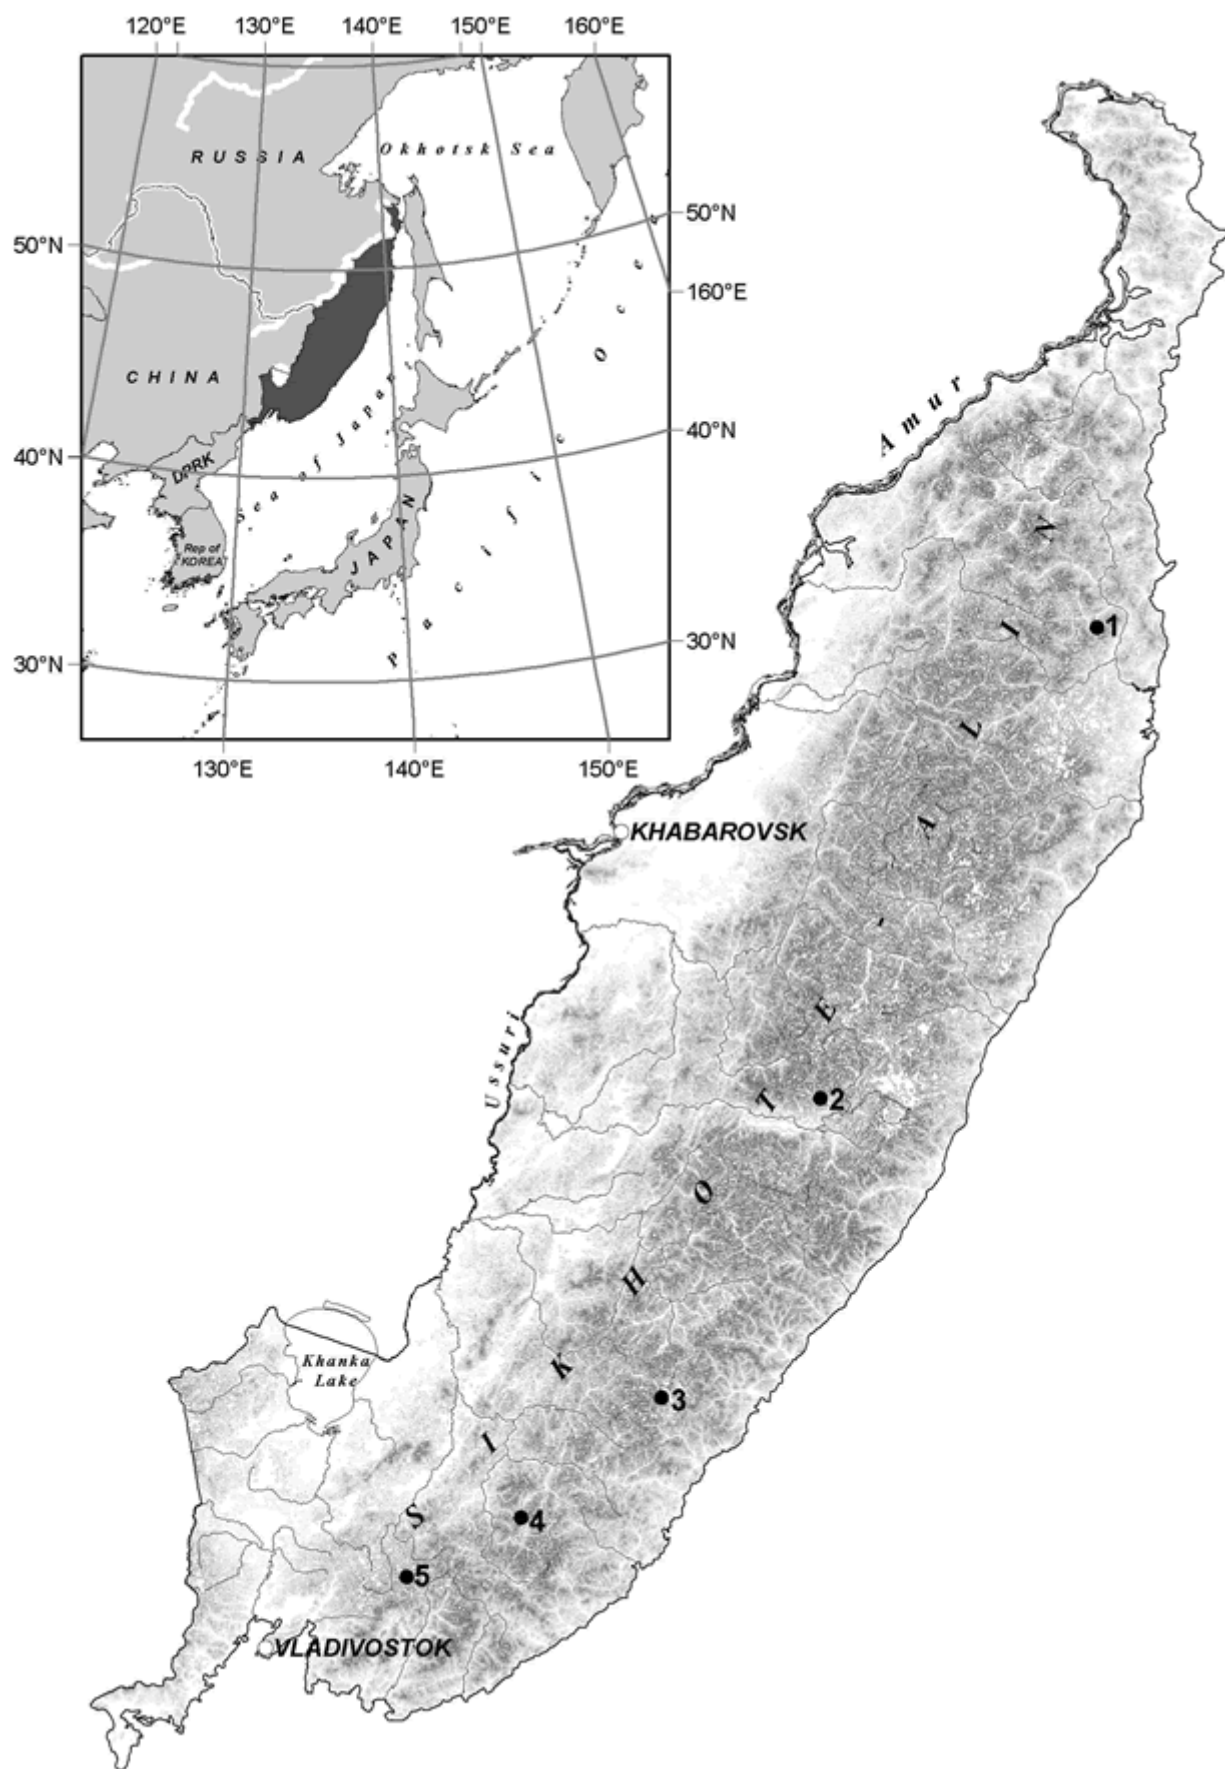 120°E 130°E 140°E 150°E 160°E
Okhotsk Sea
RUSSIA
50°N
50°N
160°E
CHINA
Sea of Japan
Pacific Ocea
40°N
40°N
DPRK
JAPAN
Rep of
KOREA
30°N
30°N
130°E 140°E 150°E
Amur
1
KHABAROVSK
Ussuri
2
SIKHOTE-ALIN
Khanka
Lake
3
4
5
VLADIVOSTOK